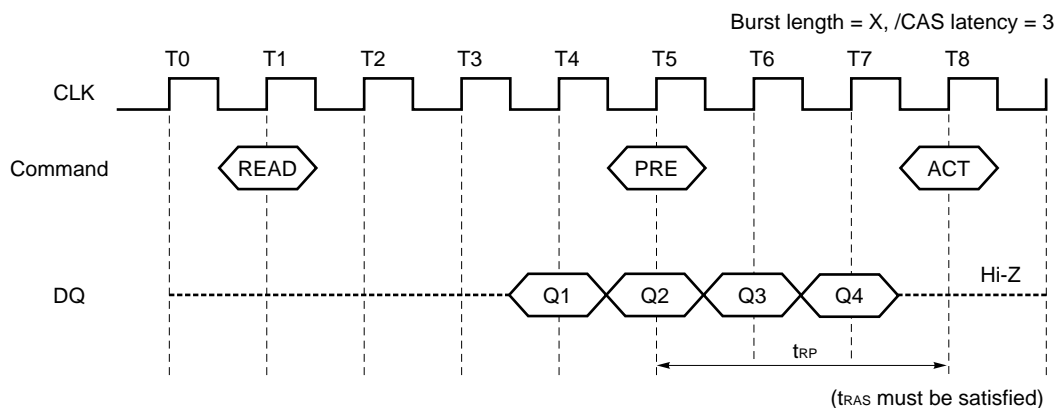 Burst length = X, /CAS latency = 3
T0 T1 T2 T3 T4 T5 T6 T7 T8
CLK
Command READ PRE ACT
Hi-Z
DQ Q1 Q2 Q3 Q4
tRP
(tRAS must be satisfied)